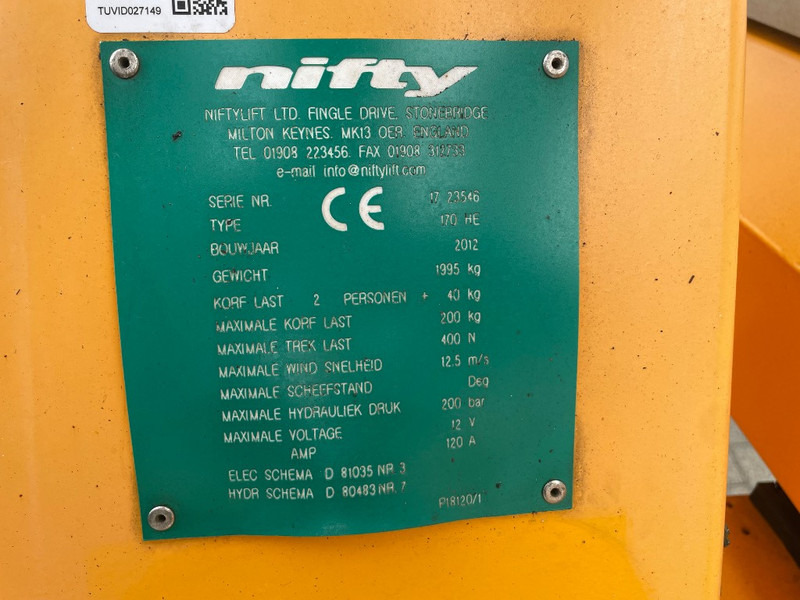 TUVID027149
nifty
NIFTYLIFT LTD. FINGLE DRIVE. STONEBRIDGE
MILTON KEYNES. MK13 OER. ENGLAND
TEL 01908 223456. FAX 01908 312733
e-mail info@niftylift.com
CE
SERIE NR. 17 23546
TYPE 170 HE
BOUWJAAR 2012
GEWICHT 1995 kg
KORF LAST 2 PERSONEN + 40 kg
MAXIMALE KORF LAST 200 kg
MAXIMALE TREK LAST 400 N
MAXIMALE WIND SNELHEID 12.5 m/s
MAXIMALE SCHEEFSTAND Deg
MAXIMALE HYDRAULIEK DRUK 200 bar
MAXIMALE VOLTAGE 12 V
AMP 120 A
ELEC SCHEMA D 81035 NR. 3
HYDR SCHEMA D 80483 NR. 7
P18120/1